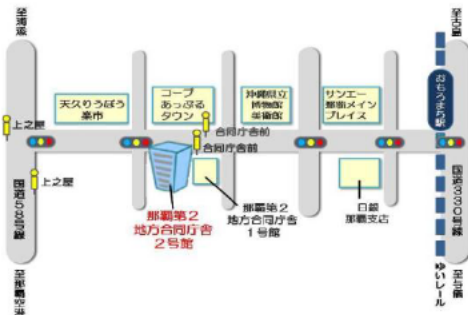 至浦添
至古島
天久りうぼう
楽市
コープ
あっぷる
タウン
沖縄県立
博物館
美術館
サンエー
那覇メイン
プレイス
おもろまち駅
上之屋
合同庁舎前
合同庁舎前
上之屋
国道58号線
那覇第2
地方合同庁舎
2号館
那覇第2
地方合同庁舎
1号館
日銀
那覇支店
国道330号線
至那覇空港
ゆいレール
至与儀